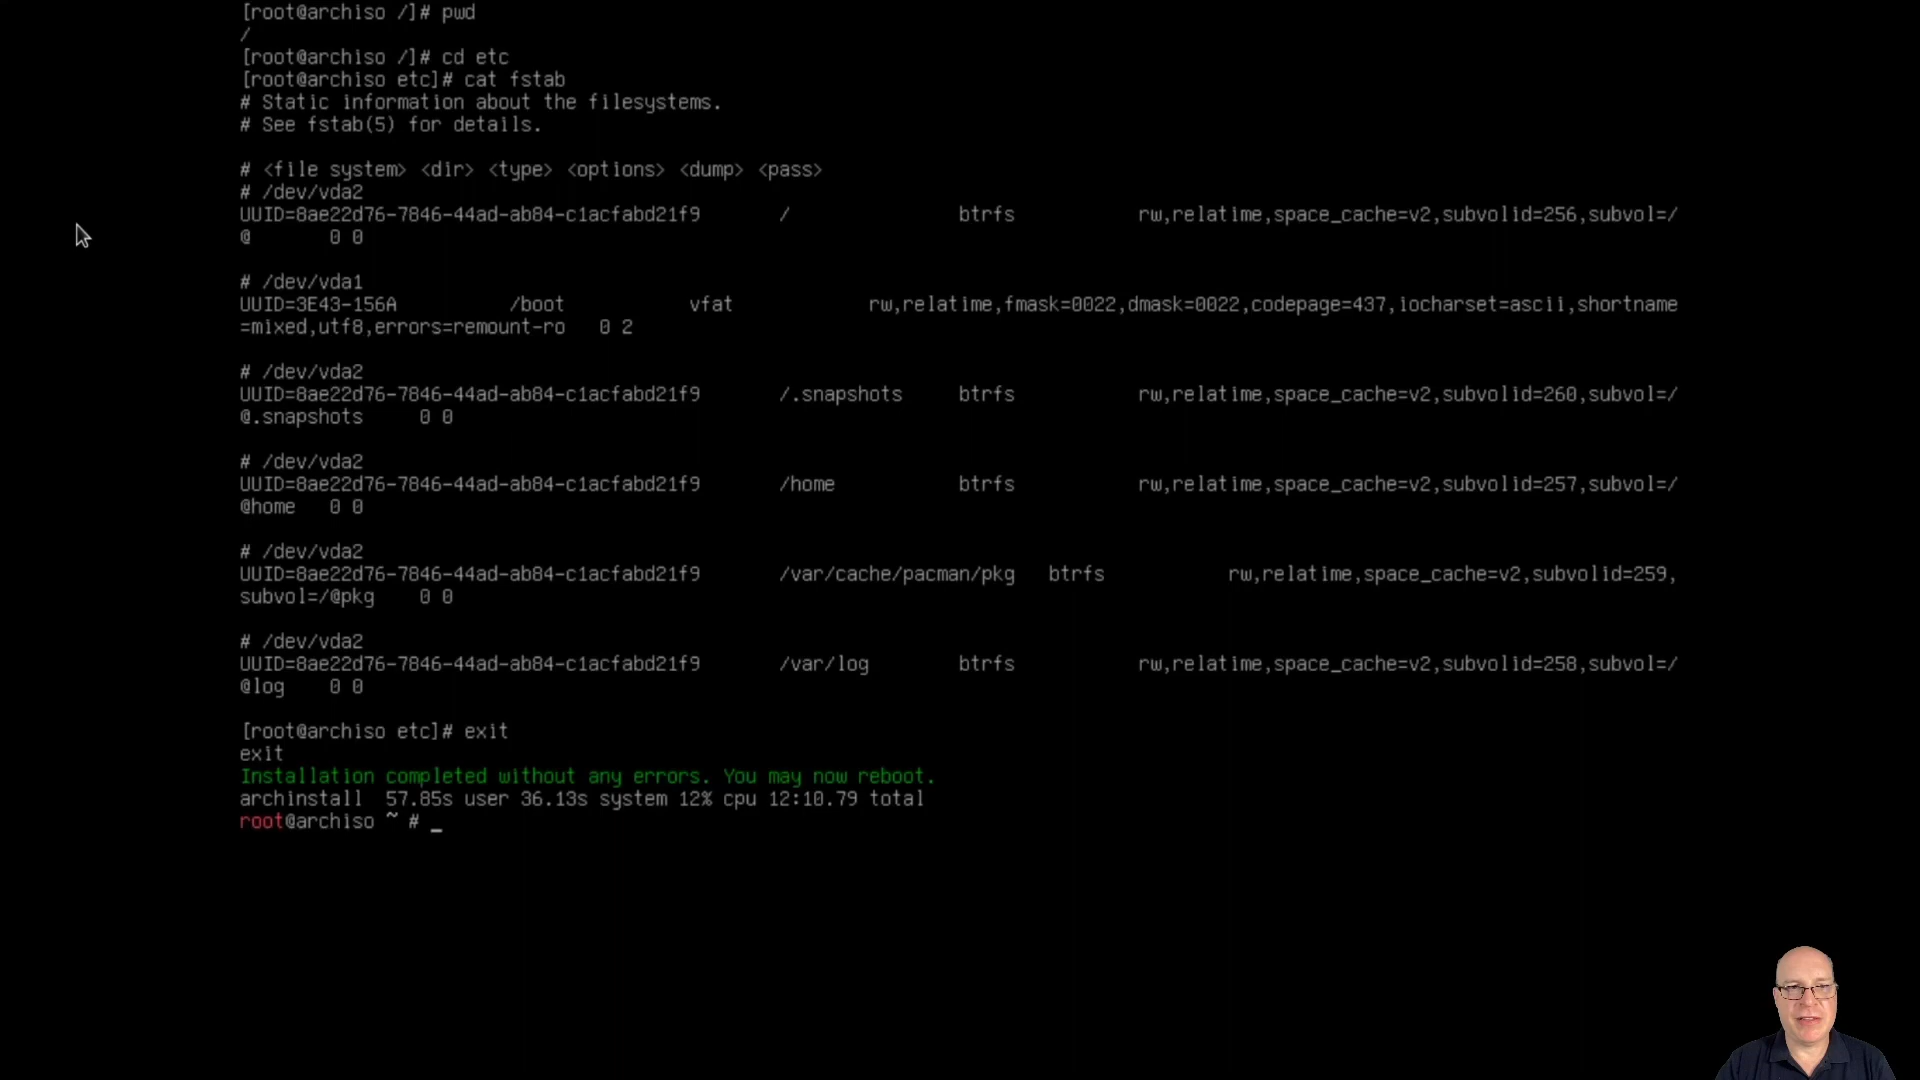 [root@archiso /]# pwd
/
[root@archiso /]# cd etc
[root@archiso etc]# cat fstab
# Static information about the filesystems.
# See fstab(5) for details.
# <file system> <dir> <type> <options> <dump> <pass>
# /dev/vda2
UUID=8ae22d76-7846-44ad-ab84-c1acfabd21f9 / btrfs rw,relatime,space_cache=v2,subvolid=256,subvol=/
@ 0 0
# /dev/vda1
UUID=3E43-156A /boot vfat rw,relatime,fmask=0022,dmask=0022,codepage=437,iocharset=ascii,shortname
=mixed,utf8,errors=remount-ro 0 2
# /dev/vda2
UUID=8ae22d76-7846-44ad-ab84-c1acfabd21f9 /.snapshots btrfs rw,relatime,space_cache=v2,subvolid=260,subvol=/
@.snapshots 0 0
# /dev/vda2
UUID=8ae22d76-7846-44ad-ab84-c1acfabd21f9 /home btrfs rw,relatime,space_cache=v2,subvolid=257,subvol=/
@home 0 0
# /dev/vda2
UUID=8ae22d76-7846-44ad-ab84-c1acfabd21f9 /var/cache/pacman/pkg btrfs rw,relatime,space_cache=v2,subvolid=259,
subvol=/@pkg 0 0
# /dev/vda2
UUID=8ae22d76-7846-44ad-ab84-c1acfabd21f9 /var/log btrfs rw,relatime,space_cache=v2,subvolid=258,subvol=/
@log 0 0
[root@archiso etc]# exit
exit
Installation completed without any errors. You may now reboot.
archinstall 57.85s user 36.13s system 12% cpu 12:10.79 total
root@archiso ~ # _